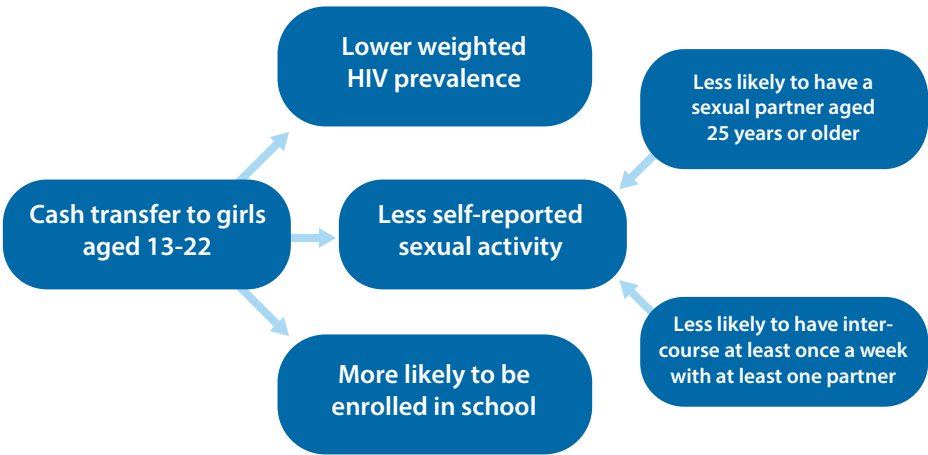 Lower weighted
HIV prevalence
Less likely to have a
sexual partner aged
25 years or older
Cash transfer to girls
aged 13-22
Less self-reported
sexual activity
Less likely to have inter-
course at least once a week
with at least one partner
More likely to be
enrolled in school